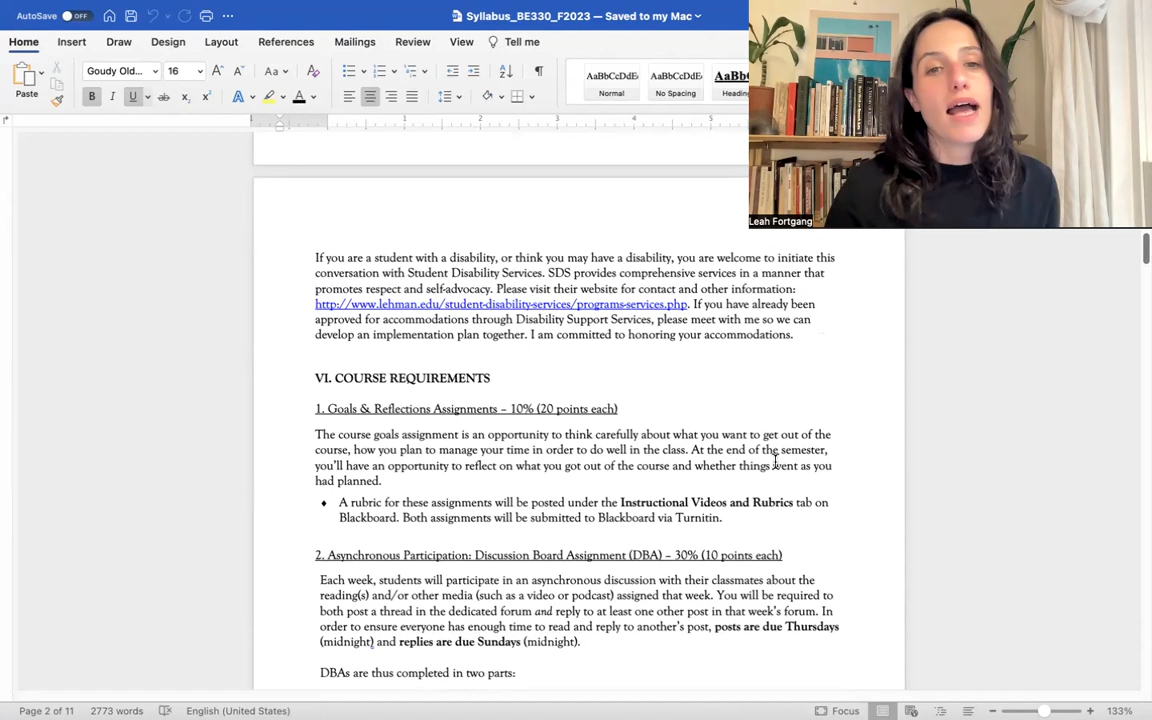 AutoSave OFF
Syllabus_BE330_F2023 — Saved to my Mac
Home Insert Draw Design Layout References Mailings Review View Tell me
Paste
Goudy Old... 16
AaBbCcDdE AaBbCcDdE AaBbCcD
Normal No Spacing Heading
1 2 3 4 5
Leah Fortgang
If you are a student with a disability, or think you may have a disability, you are welcome to initiate this
conversation with Student Disability Services. SDS provides comprehensive services in a manner that
promotes respect and self-advocacy. Please visit their website for contact and other information:
http://www.lehman.edu/student-disability-services/programs-services.php. If you have already been
approved for accommodations through Disability Support Services, please meet with me so we can
develop an implementation plan together. I am committed to honoring your accommodations.
VI. COURSE REQUIREMENTS
1. Goals & Reflections Assignments – 10% (20 points each)
The course goals assignment is an opportunity to think carefully about what you want to get out of the
course, how you plan to manage your time in order to do well in the class. At the end of the semester,
you'll have an opportunity to reflect on what you got out of the course and whether things went as you
had planned.
♦ A rubric for these assignments will be posted under the Instructional Videos and Rubrics tab on
Blackboard. Both assignments will be submitted to Blackboard via Turnitin.
2. Asynchronous Participation: Discussion Board Assignment (DBA) – 30% (10 points each)
Each week, students will participate in an asynchronous discussion with their classmates about the
reading(s) and/or other media (such as a video or podcast) assigned that week. You will be required to
both post a thread in the dedicated forum and reply to at least one other post in that week's forum. In
order to ensure everyone has enough time to read and reply to another's post, posts are due Thursdays
(midnight) and replies are due Sundays (midnight).
DBAs are thus completed in two parts:
Page 2 of 11 2773 words English (United States) Focus 133%